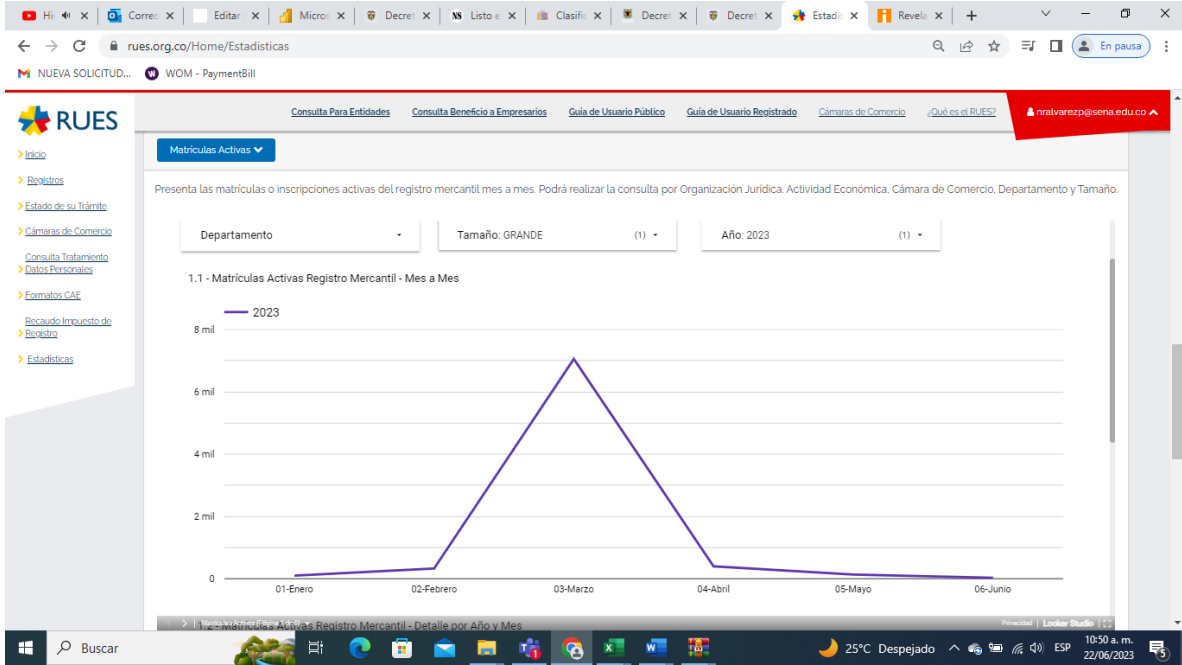 Hi
Correo
Editar
Micros
Decret
Listo e
Clasific
Decret
Decret
Estadís
Revela
rues.org.co/Home/Estadisticas
En pausa
NUEVA SOLICITUD...
WOM - PaymentBill
RUES
Consulta Para Entidades
Consulta Beneficio a Empresarios
Guía de Usuario Público
Guía de Usuario Registrado
Cámaras de Comercio
¿Qué es el RUES?
nralvarezp@sena.edu.co
Inicio
Registros
Estado de su Trámite
Cámaras de Comercio
Consulta Tratamiento
Datos Personales
Formatos CAE
Recaudo Impuesto de
Registro
Estadísticas
Matrículas Activas
Presenta las matrículas o inscripciones activas del registro mercantil mes a mes. Podrá realizar la consulta por Organización Jurídica, Actividad Económica, Cámara de Comercio, Departamento y Tamaño.
Departamento
Tamaño: GRANDE (1)
Año: 2023 (1)
1.1 - Matrículas Activas Registro Mercantil - Mes a Mes
2023
8 mil
6 mil
4 mil
2 mil
0
01-Enero 02-Febrero 03-Marzo 04-Abril 05-Mayo 06-Junio
1.2 - Matrículas Activas Registro Mercantil - Detalle por Año y Mes
Privacidad Looker Studio
Buscar
25°C Despejado
ESP
10:50 a. m.
22/06/2023
5